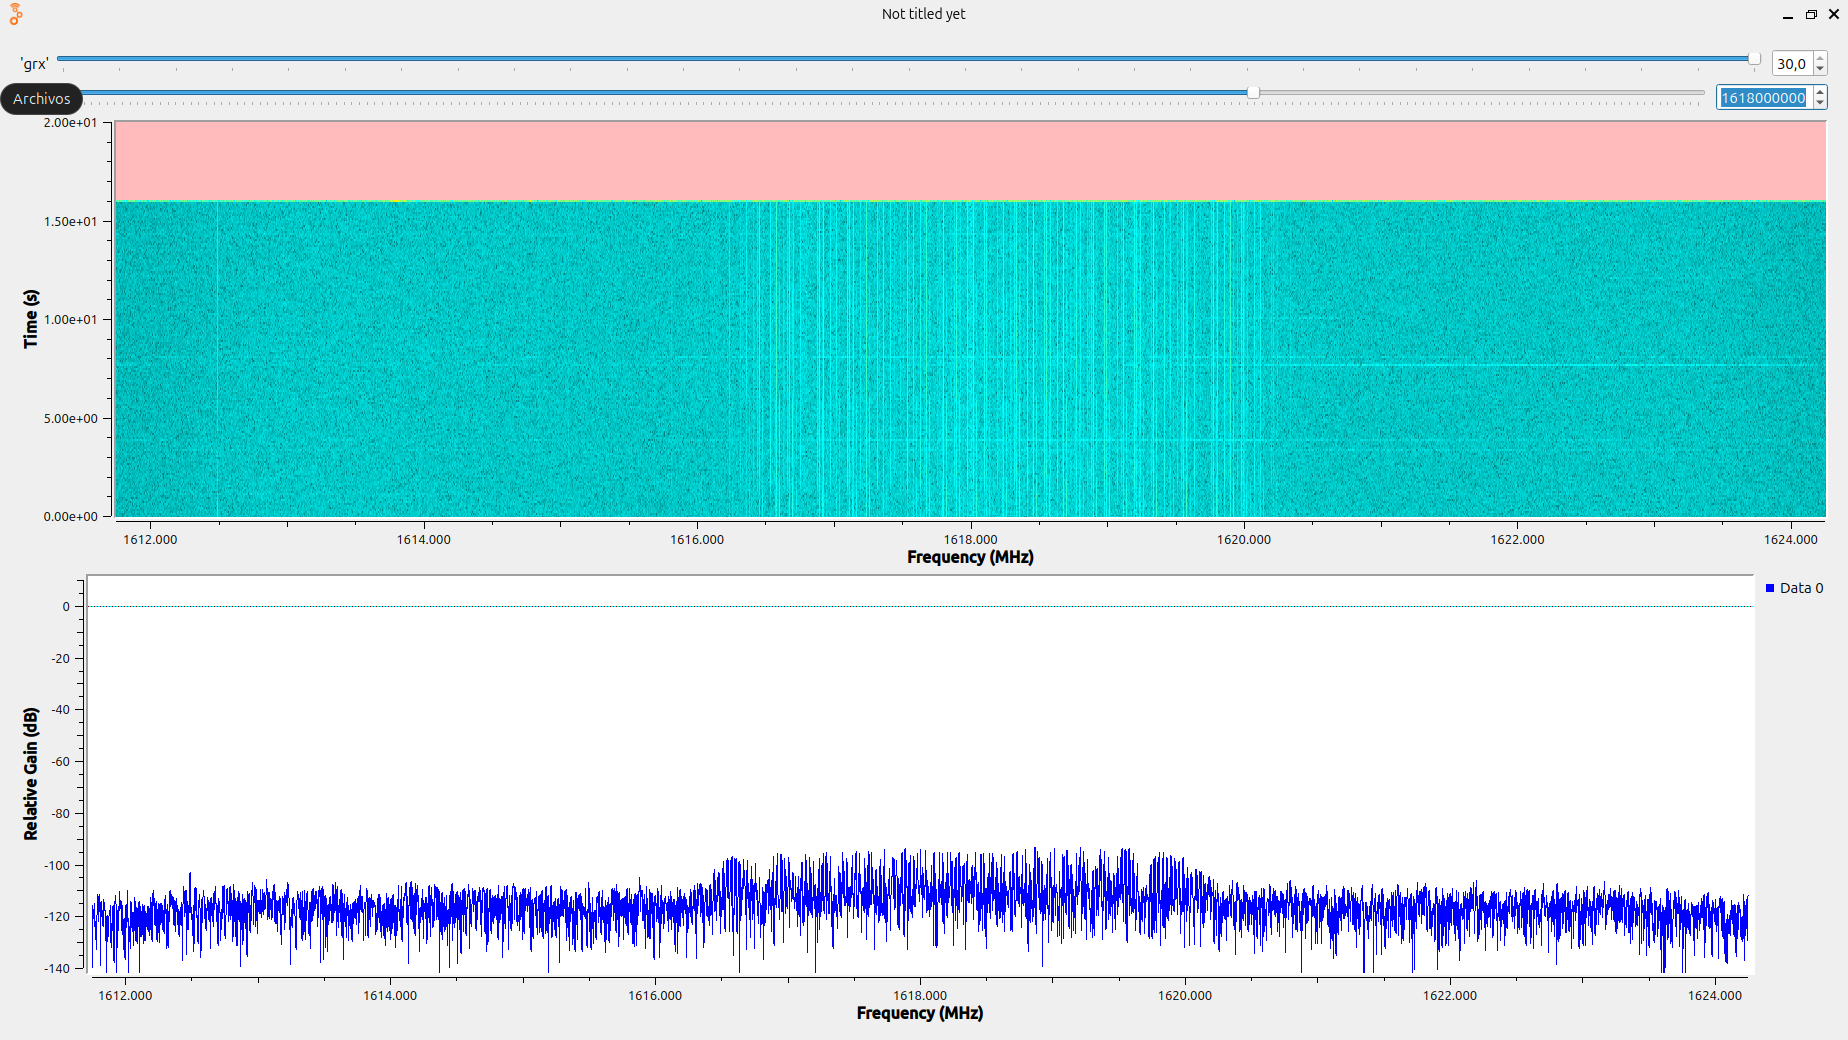 Not titled yet
'grx'
30,0
Archivos
1618000000
2.00e+01
1.50e+01
1.00e+01
5.00e+00
0.00e+00
Time (s)
1612.000 1614.000 1616.000 1618.000 1620.000 1622.000 1624.000
Frequency (MHz)
Data 0
0
-20
-40
-60
-80
-100
-120
-140
Relative Gain (dB)
1612.000 1614.000 1616.000 1618.000 1620.000 1622.000 1624.000
Frequency (MHz)